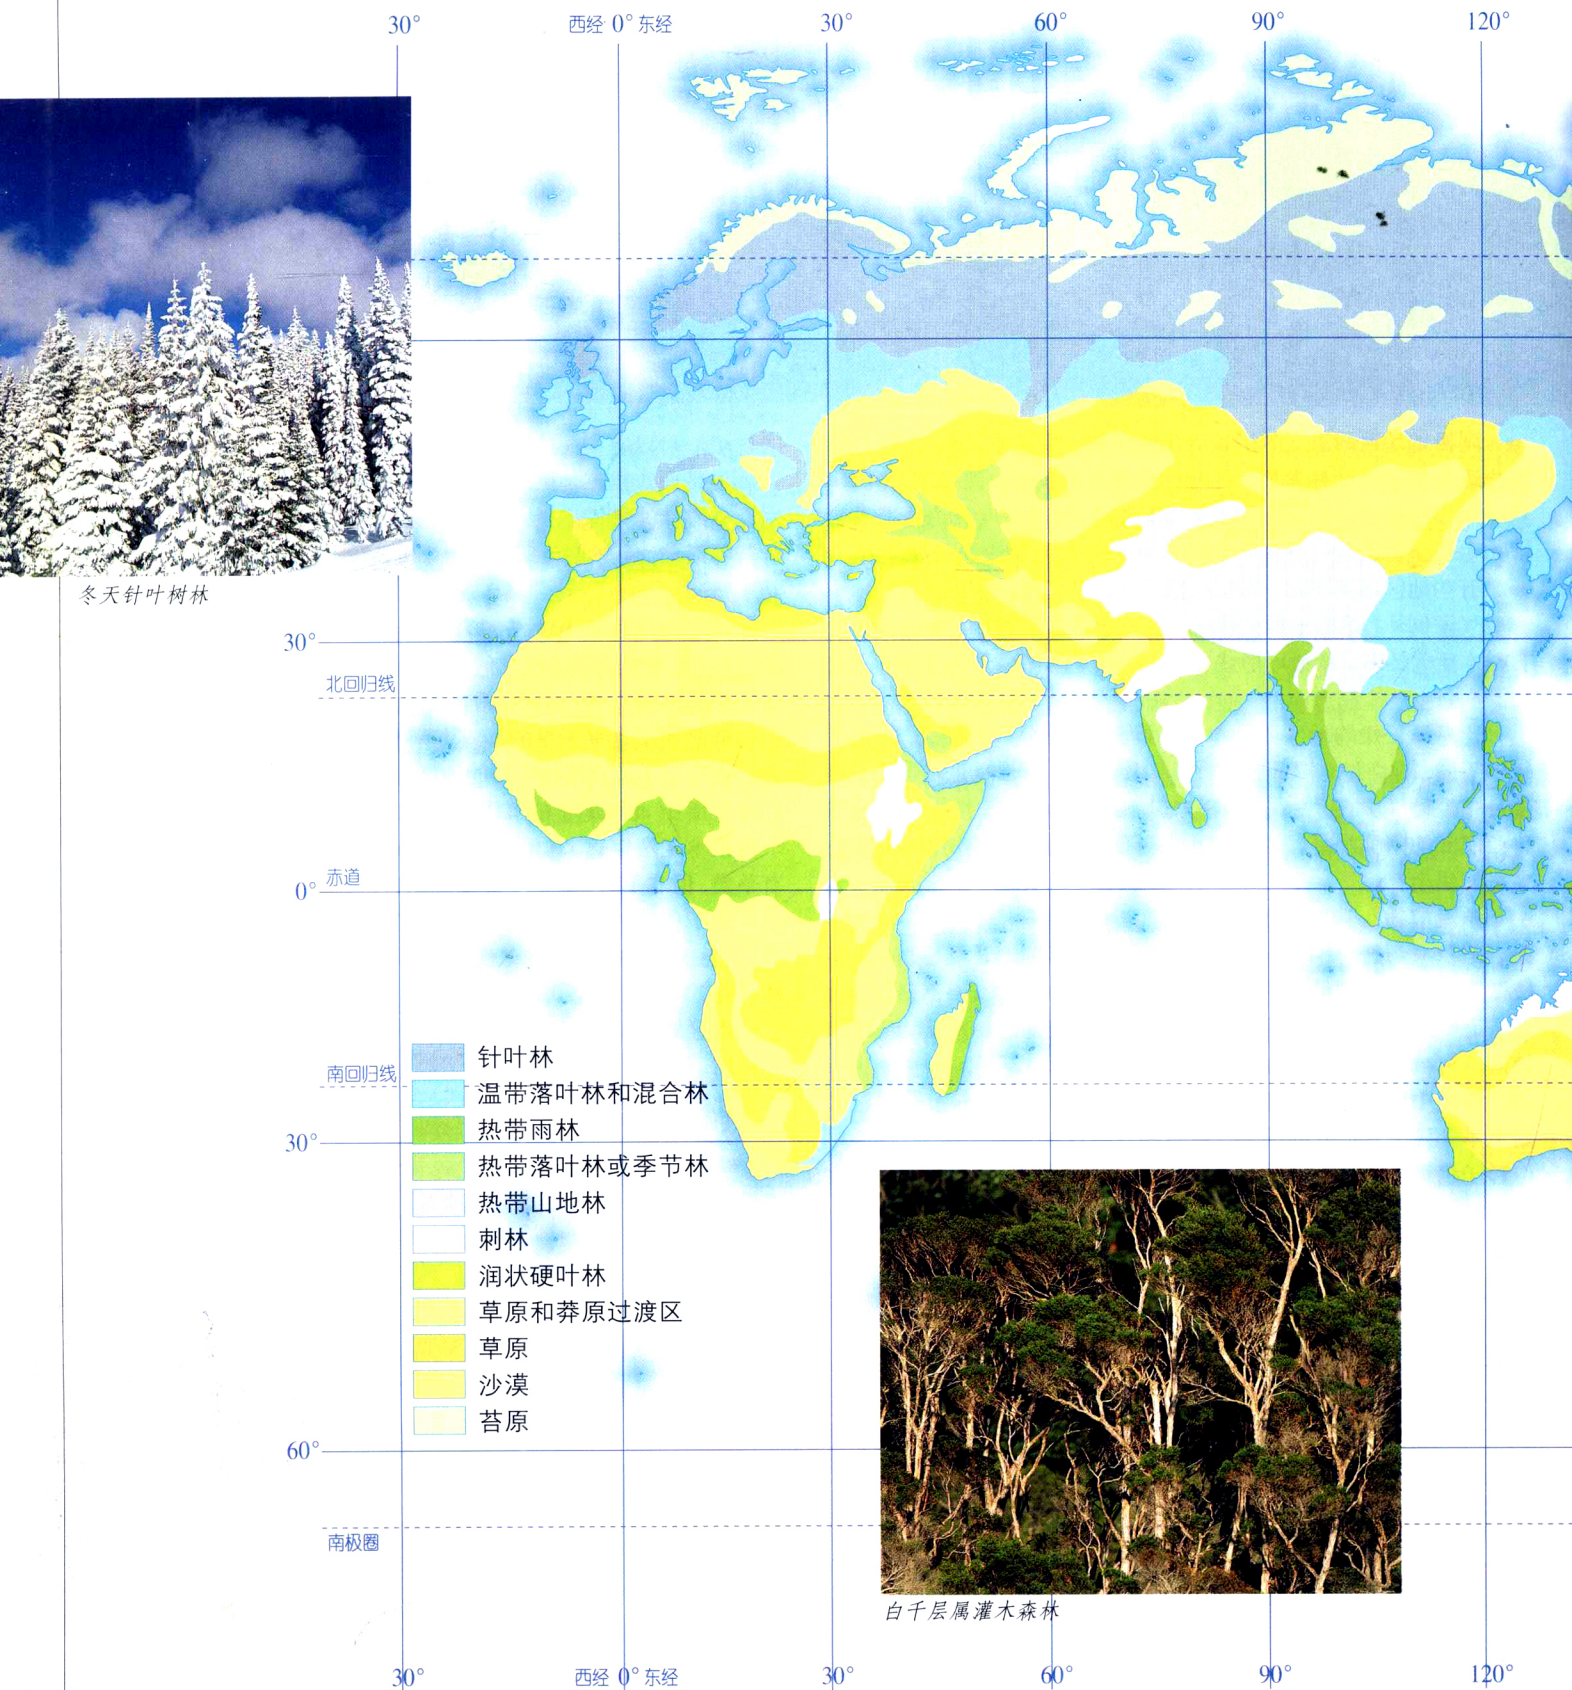 30° 西经 0° 东经 30° 60° 90° 120°
冬天针叶树林
30°
北回归线
0° 赤道
南回归线
30°
60°
南极圈
针叶林
温带落叶林和混合林
热带雨林
热带落叶林或季节林
热带山地林
刺林
润状硬叶林
草原和莽原过渡区
草原
沙漠
苔原
白千层属灌木森林
30° 西经 0° 东经 30° 60° 90° 120°